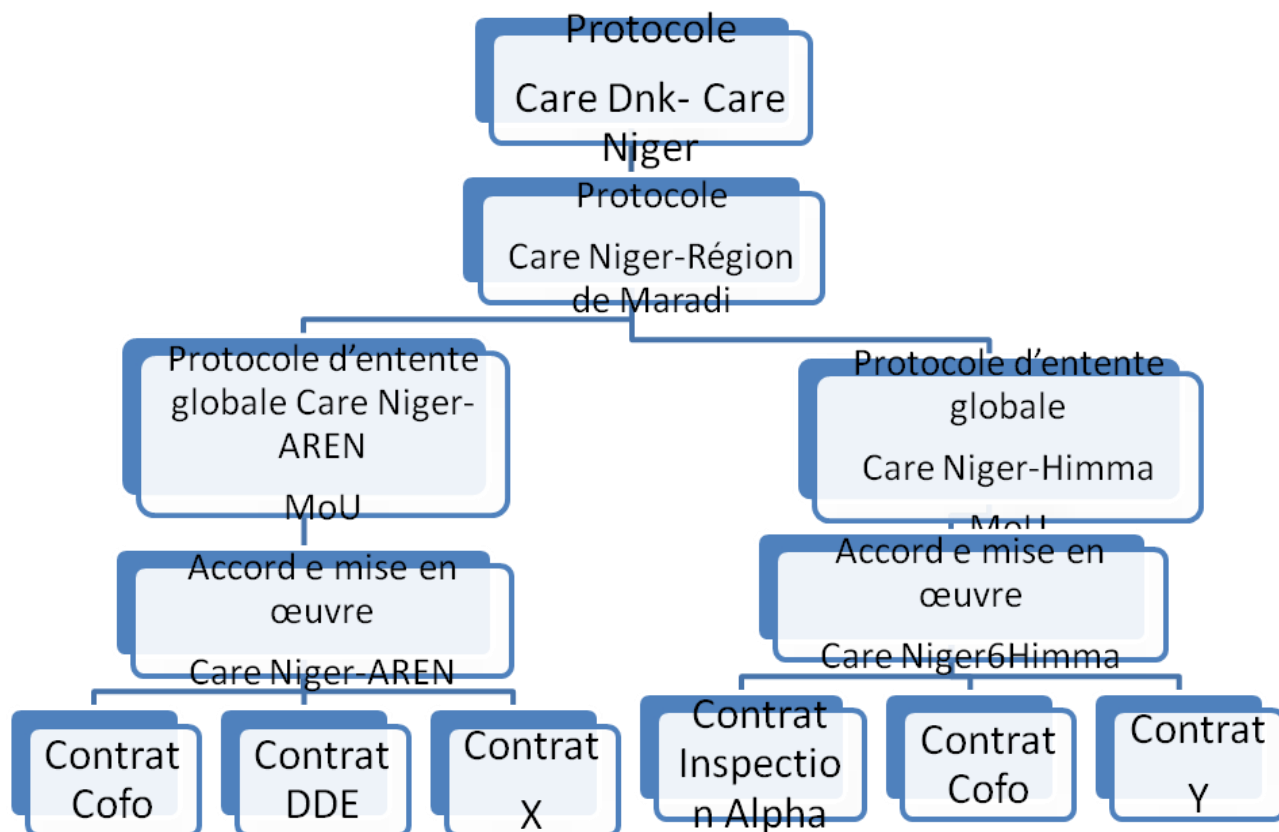 Protocole
Care Dnk- Care
Niger
Protocole
Care Niger-Région
de Maradi
Protocole d'entente
globale Care Niger-
AREN
MoU
Protocole d'entente
globale
Care Niger-Himma
MoU
Accord e mise en
œuvre
Care Niger-AREN
Accord e mise en
œuvre
Care Niger6Himma
Contrat
Cofo
Contrat
DDE
Contrat
X
Contrat
Inspectio
n Alpha
Contrat
Cofo
Contrat
Y